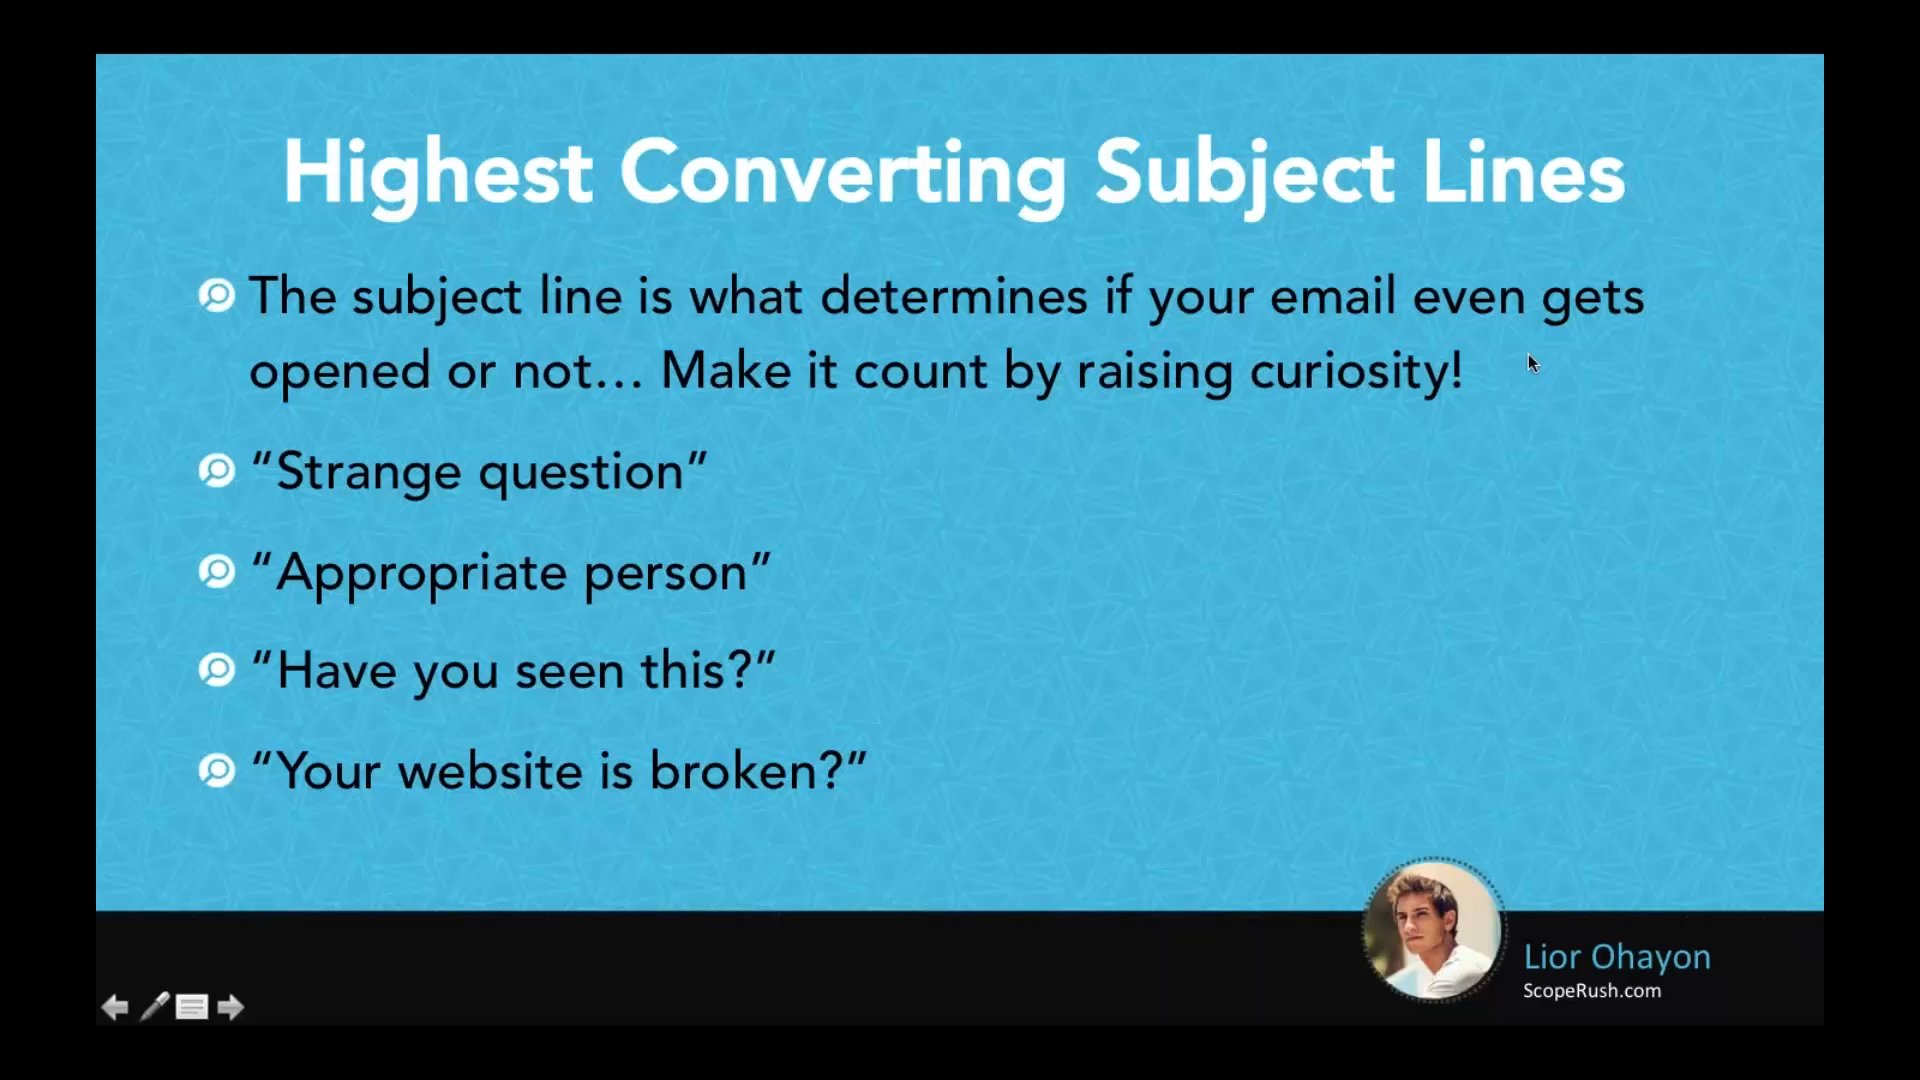 Highest Converting Subject Lines
The subject line is what determines if your email even gets
opened or not… Make it count by raising curiosity!
“Strange question”
“Appropriate person”
“Have you seen this?”
“Your website is broken?”
Lior Ohayon
ScopeRush.com